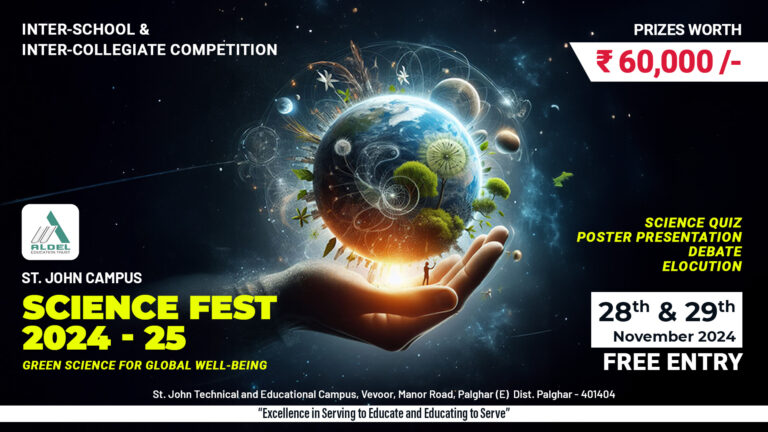 INTER-SCHOOL &
INTER-COLLEGIATE COMPETITION
PRIZES WORTH
₹ 60,000 /-
ALDEL
EDUCATION TRUST
ST. JOHN CAMPUS
SCIENCE FEST
2024 - 25
GREEN SCIENCE FOR GLOBAL WELL-BEING
SCIENCE QUIZ
POSTER PRESENTATION
DEBATE
ELOCUTION
28th & 29th
November 2024
FREE ENTRY
St. John Technical and Educational Campus, Vevoor, Manor Road, Palghar (E) Dist. Palghar - 401404
“Excellence in Serving to Educate and Educating to Serve”